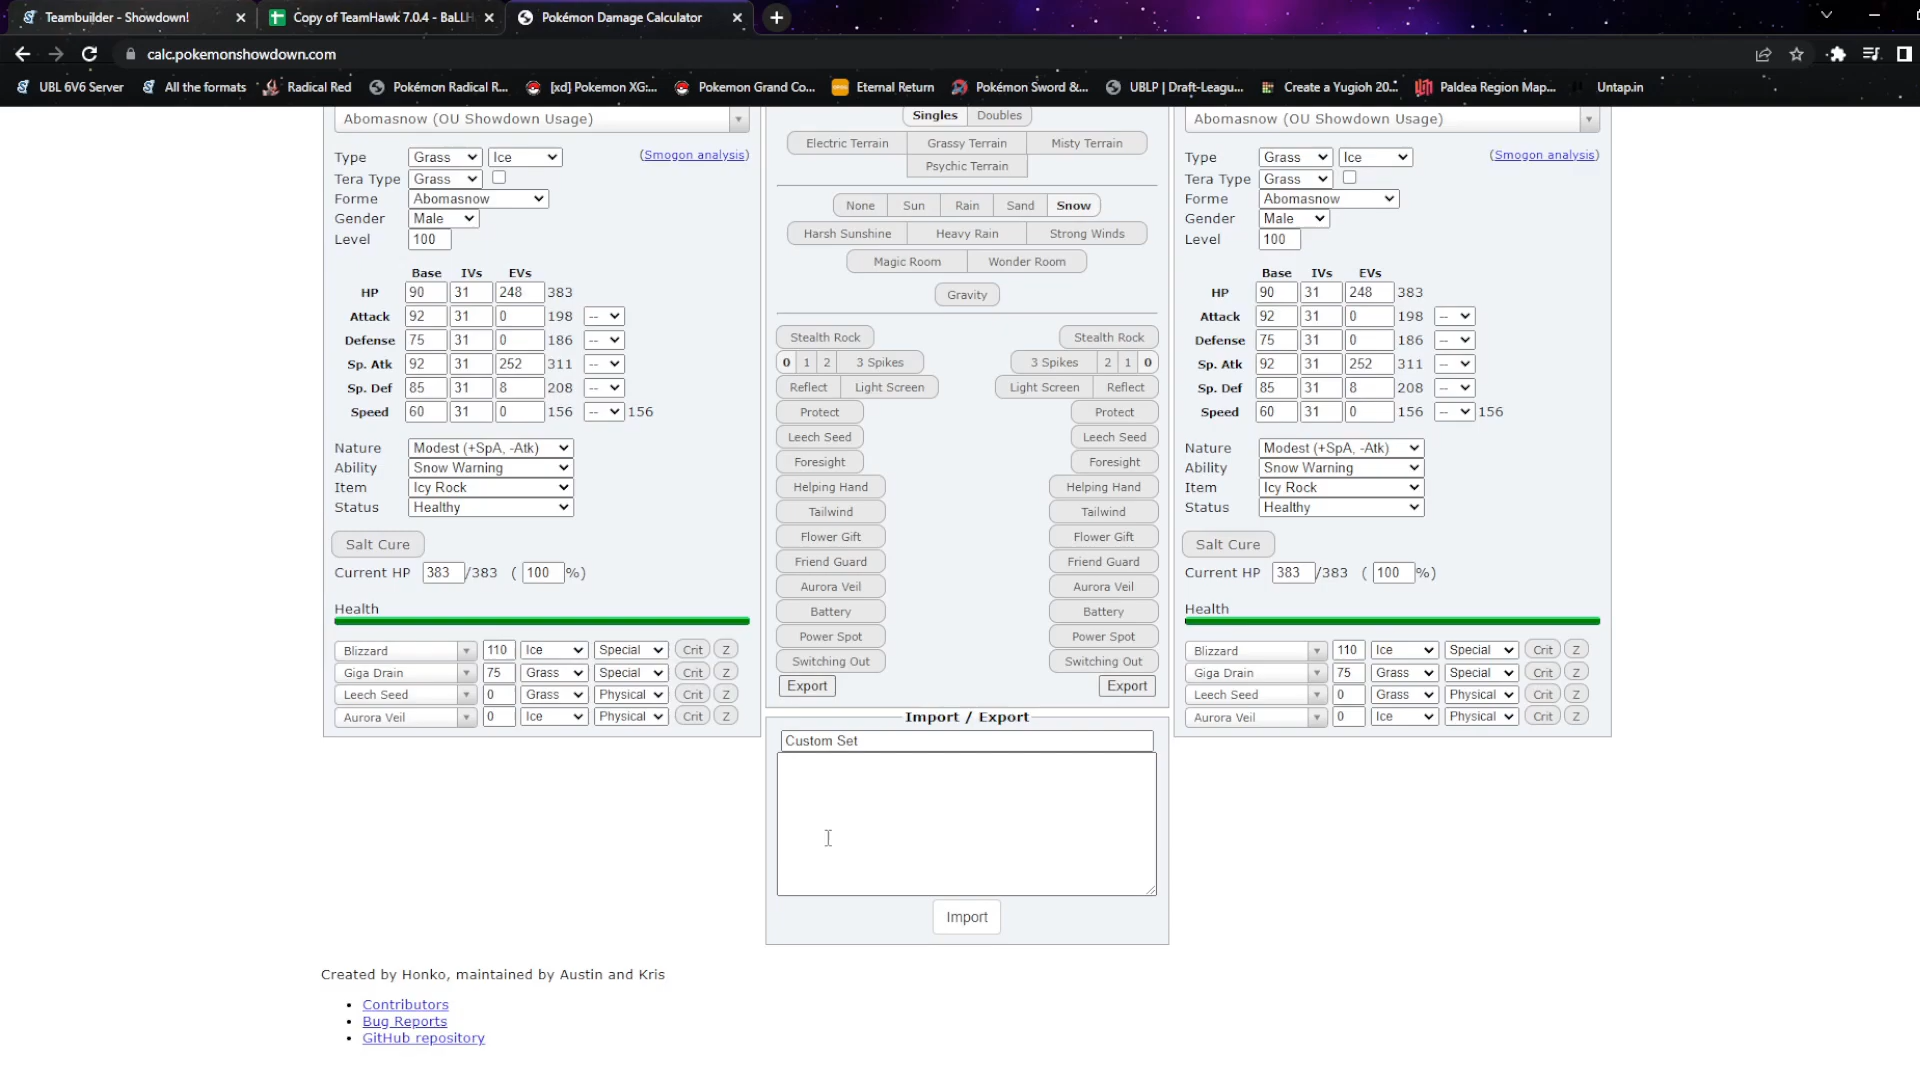 Teambuilder - Showdown!
Copy of TeamHawk 7.0.4 - BaLLH
Pokémon Damage Calculator
calc.pokemonshowdown.com
UBL 6V6 Server
All the formats
Radical Red
Pokémon Radical R...
[xd] Pokemon XG:...
Pokemon Grand Co...
Eternal Return
Pokémon Sword &...
UBLP | Draft-Leagu...
Create a Yugioh 20...
Paldea Region Map...
Untap.in
Abomasnow (OU Showdown Usage)
Type Grass Ice (Smogon analysis)
Tera Type Grass
Forme Abomasnow
Gender Male
Level 100
Base IVs EVs
HP 90 31 248 383
Attack 92 31 0 198 --
Defense 75 31 0 186 --
Sp. Atk 92 31 252 311 --
Sp. Def 85 31 8 208 --
Speed 60 31 0 156 -- 156
Nature Modest (+SpA, -Atk)
Ability Snow Warning
Item Icy Rock
Status Healthy
Salt Cure
Current HP 383 /383 ( 100 %)
Health
Blizzard 110 Ice Special Crit Z
Giga Drain 75 Grass Special Crit Z
Leech Seed 0 Grass Physical Crit Z
Aurora Veil 0 Ice Physical Crit Z
Singles Doubles
Electric Terrain Grassy Terrain Misty Terrain
Psychic Terrain
None Sun Rain Sand Snow
Harsh Sunshine Heavy Rain Strong Winds
Magic Room Wonder Room
Gravity
Stealth Rock Stealth Rock
0 1 2 3 Spikes 3 Spikes 2 1 0
Reflect Light Screen Light Screen Reflect
Protect Protect
Leech Seed Leech Seed
Foresight Foresight
Helping Hand Helping Hand
Tailwind Tailwind
Flower Gift Flower Gift
Friend Guard Friend Guard
Aurora Veil Aurora Veil
Battery Battery
Power Spot Power Spot
Switching Out Switching Out
Export Export
Import / Export
Custom Set
Import
Abomasnow (OU Showdown Usage)
Type Grass Ice (Smogon analysis)
Tera Type Grass
Forme Abomasnow
Gender Male
Level 100
Base IVs EVs
HP 90 31 248 383
Attack 92 31 0 198 --
Defense 75 31 0 186 --
Sp. Atk 92 31 252 311 --
Sp. Def 85 31 8 208 --
Speed 60 31 0 156 -- 156
Nature Modest (+SpA, -Atk)
Ability Snow Warning
Item Icy Rock
Status Healthy
Salt Cure
Current HP 383 /383 ( 100 %)
Health
Blizzard 110 Ice Special Crit Z
Giga Drain 75 Grass Special Crit Z
Leech Seed 0 Grass Physical Crit Z
Aurora Veil 0 Ice Physical Crit Z
Created by Honko, maintained by Austin and Kris
Contributors
Bug Reports
GitHub repository